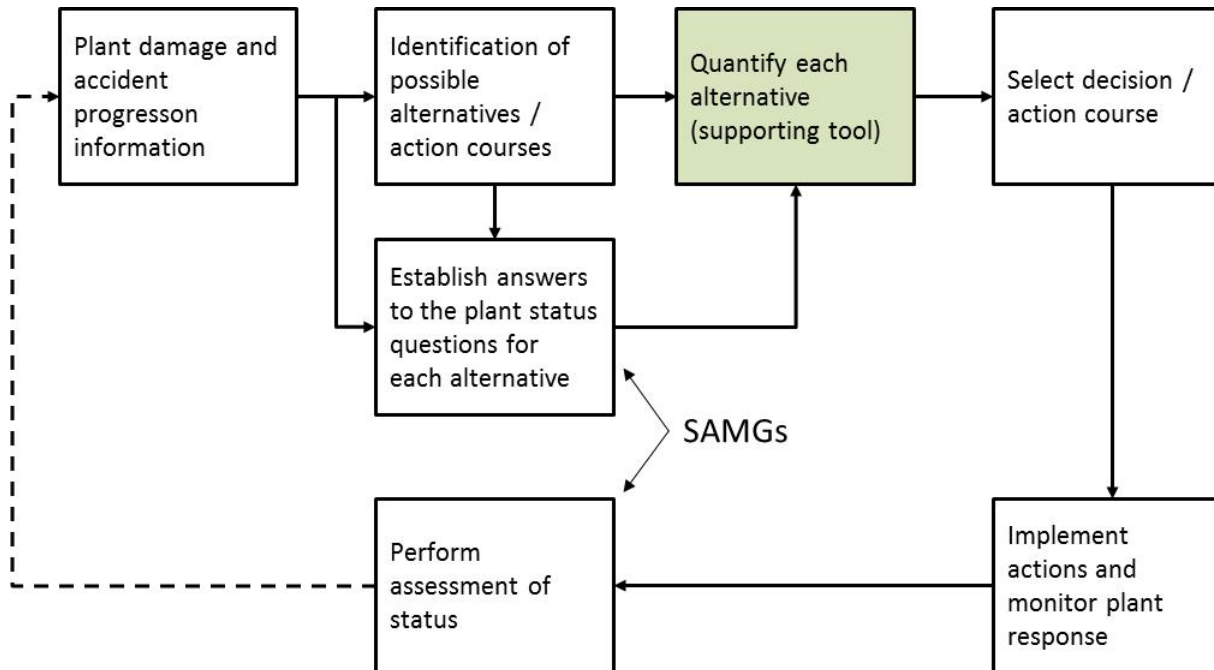 Plant damage and
accident
progresson
information
Identification of
possible
alternatives /
action courses
Quantify each
alternative
(supporting tool)
Select decision /
action course
Establish answers
to the plant status
questions for
each alternative
SAMGs
Perform
assessment of
status
Implement
actions and
monitor plant
response